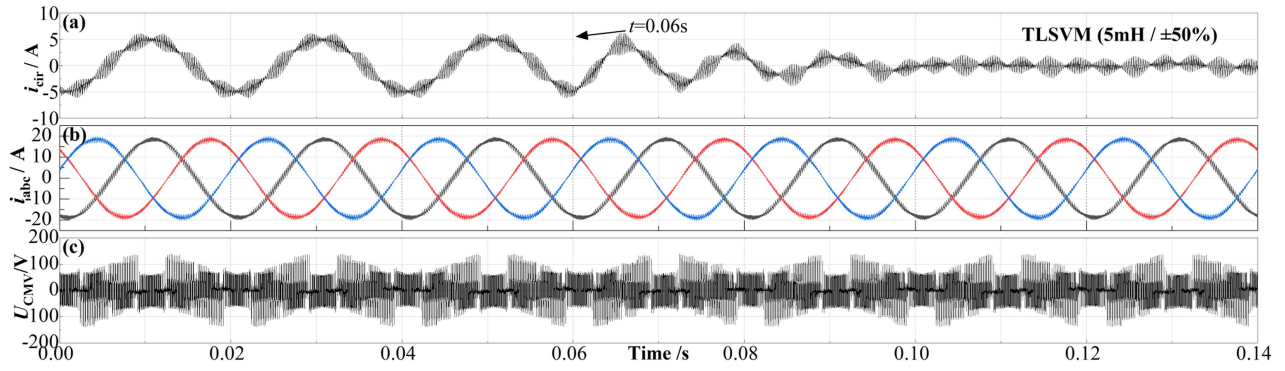 (a)
10
5
0
-5
-10
i_cir / A
t=0.06s
TLSVM (5mH / ±50%)
(b)
20
10
0
-10
-20
i_abc / A
(c)
200
100
0
-100
-200
U_CMV/V
0.00 0.02 0.04 0.06 0.08 0.10 0.12 0.14
Time /s